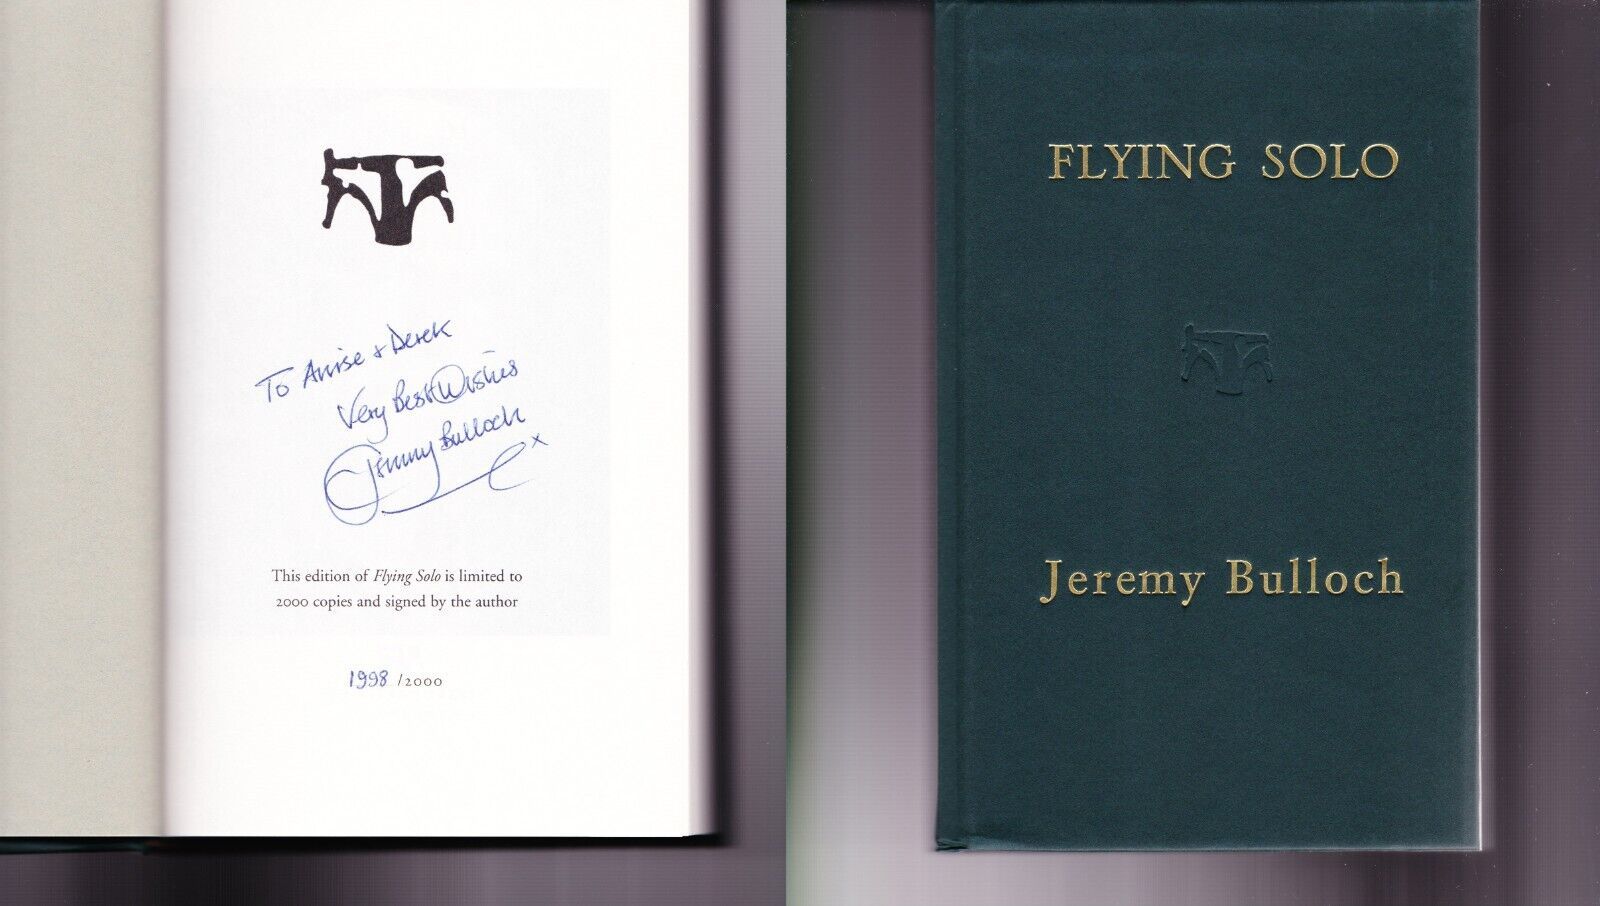 To Anise & Derek
Very Best Wishes
Jeremy Bulloch x
This edition of Flying Solo is limited to
2000 copies and signed by the author
1998 /2000
FLYING SOLO
Jeremy Bulloch